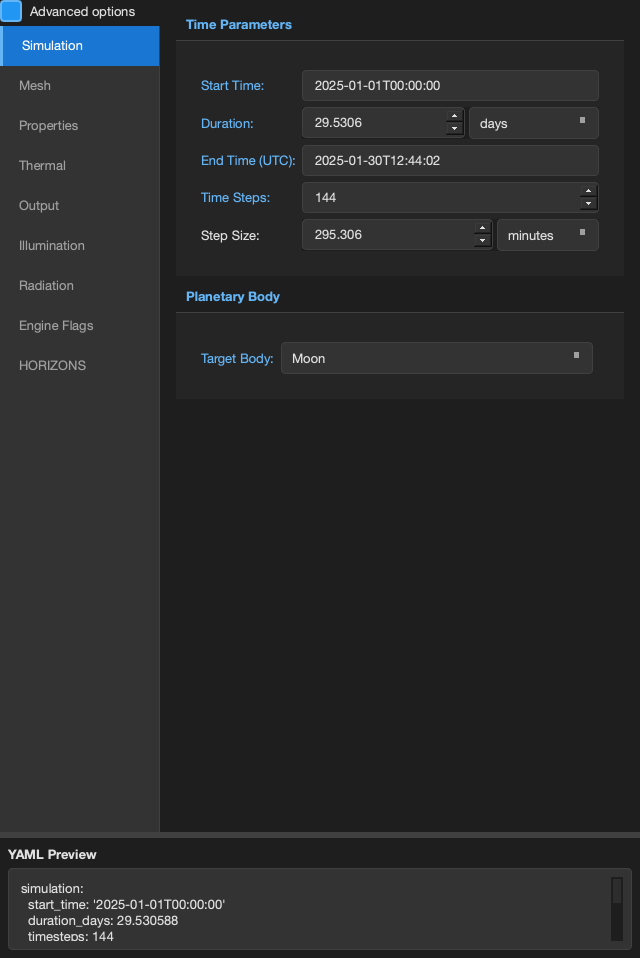 Advanced options
Simulation
Mesh
Properties
Thermal
Output
Illumination
Radiation
Engine Flags
HORIZONS
Time Parameters
Start Time: 2025-01-01T00:00:00
Duration: 29.5306 days
End Time (UTC): 2025-01-30T12:44:02
Time Steps: 144
Step Size: 295.306 minutes
Planetary Body
Target Body: Moon
YAML Preview
simulation:
  start_time: '2025-01-01T00:00:00'
  duration_days: 29.530588
  timesteps: 144